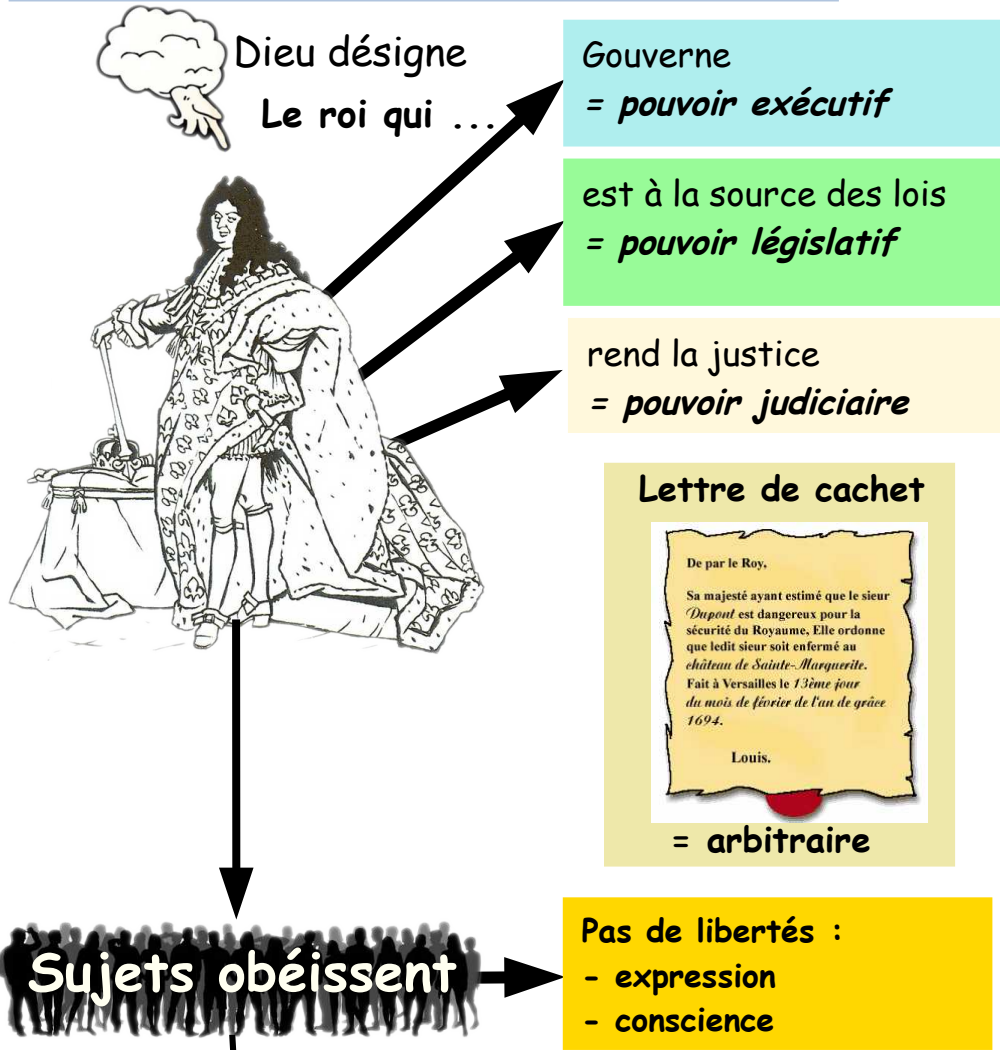 Dieu désigne
Le roi qui ...
Gouverne
= pouvoir exécutif
est à la source des lois
= pouvoir législatif
rend la justice
= pouvoir judiciaire
Lettre de cachet
De par le Roy,
Sa majesté ayant estimé que le sieur
Dupont est dangereux pour la
sécurité du Royaume, Elle ordonne
que ledit sieur soit enfermé au
château de Sainte-Marguerite.
Fait à Versailles le 13ème jour
du mois de février de l'an de grâce
1694.
Louis.
= arbitraire
Sujets obéissent
Pas de libertés :
- expression
- conscience